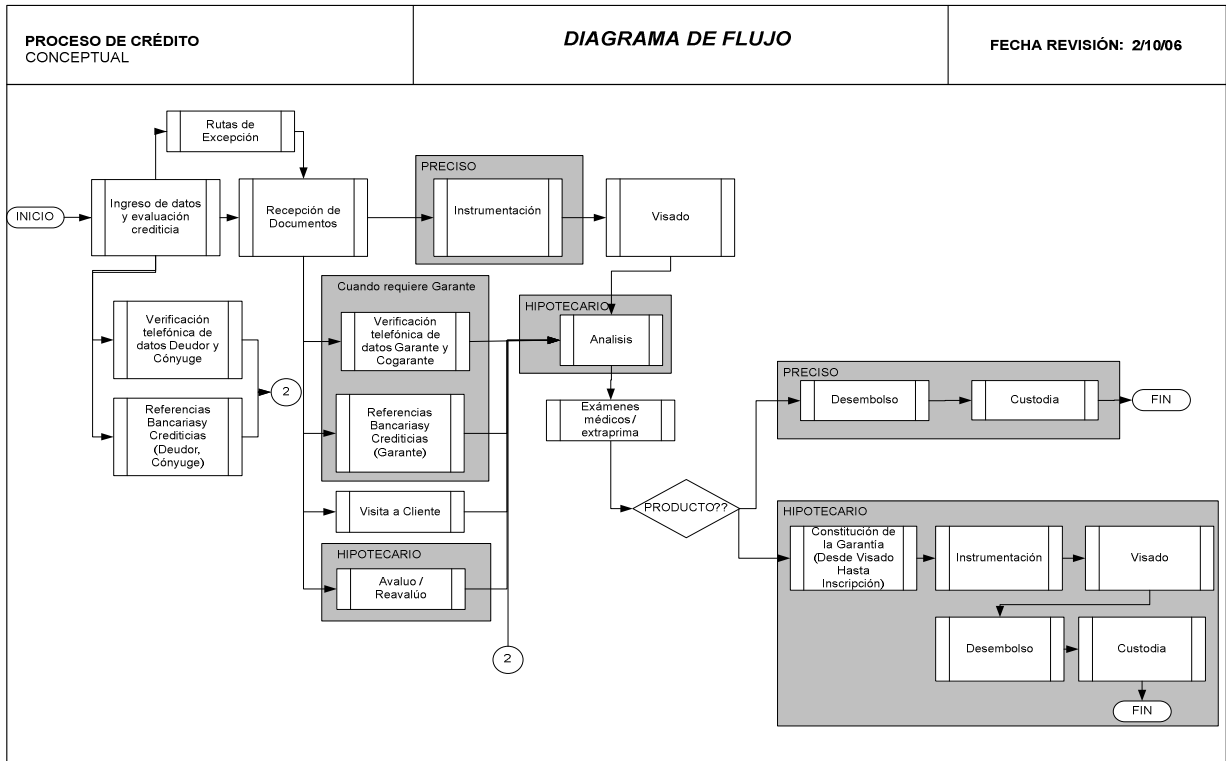 PROCESO DE CRÉDITO
CONCEPTUAL
DIAGRAMA DE FLUJO
FECHA REVISIÓN: 2/10/06
Rutas de
Excepción
INICIO
Ingreso de datos
y evaluación
crediticia
Recepción de
Documentos
PRECISO
Instrumentación
Visado
Verificación
telefónica de
datos Deudor y
Cónyuge
Referencias
Bancariasy
Crediticias
(Deudor,
Cónyuge)
2
Cuando requiere Garante
Verificación
telefónica de
datos Garante y
Cogarante
Referencias
Bancariasy
Crediticias
(Garante)
Visita a Cliente
HIPOTECARIO
Avaluo /
Reavalúo
2
HIPOTECARIO
Analisis
Exámenes
médicos/
extraprima
PRODUCTO??
PRECISO
Desembolso
Custodia
FIN
HIPOTECARIO
Constitución de
la Garantía
(Desde Visado
Hasta
Inscripción)
Instrumentación
Visado
Desembolso
Custodia
FIN